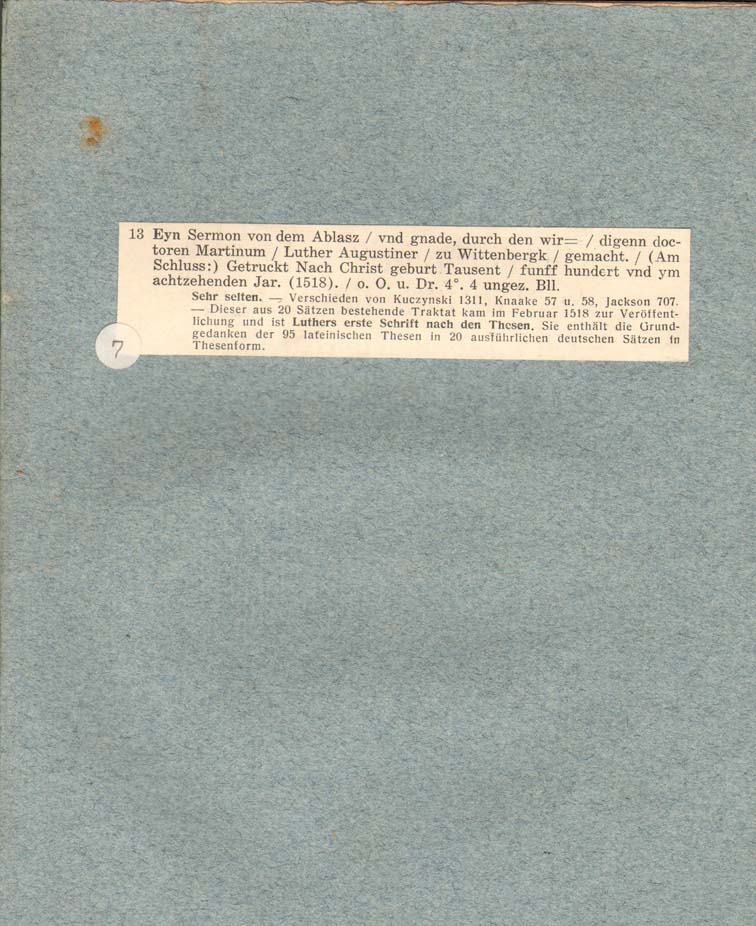 13 Eyn Sermon von dem Ablasz / vnd gnade, durch den wir= / digenn doc-
toren Martinum / Luther Augustiner / zu Wittenbergk / gemacht. / (Am
Schluss:) Getruckt Nach Christ geburt Tausent / funff hundert vnd ym
achtzehenden Jar. (1518). / o. O. u. Dr. 4°. 4 ungez. Bll.
Sehr selten. — Verschieden von Kuczynski 1311, Knaake 57 u. 58, Jackson 707.
— Dieser aus 20 Sätzen bestehende Traktat kam im Februar 1518 zur Veröffent-
lichung und ist Luthers erste Schrift nach den Thesen. Sie enthält die Grund-
gedanken der 95 lateinischen Thesen in 20 ausführlichen deutschen Sätzen in
Thesenform.
7